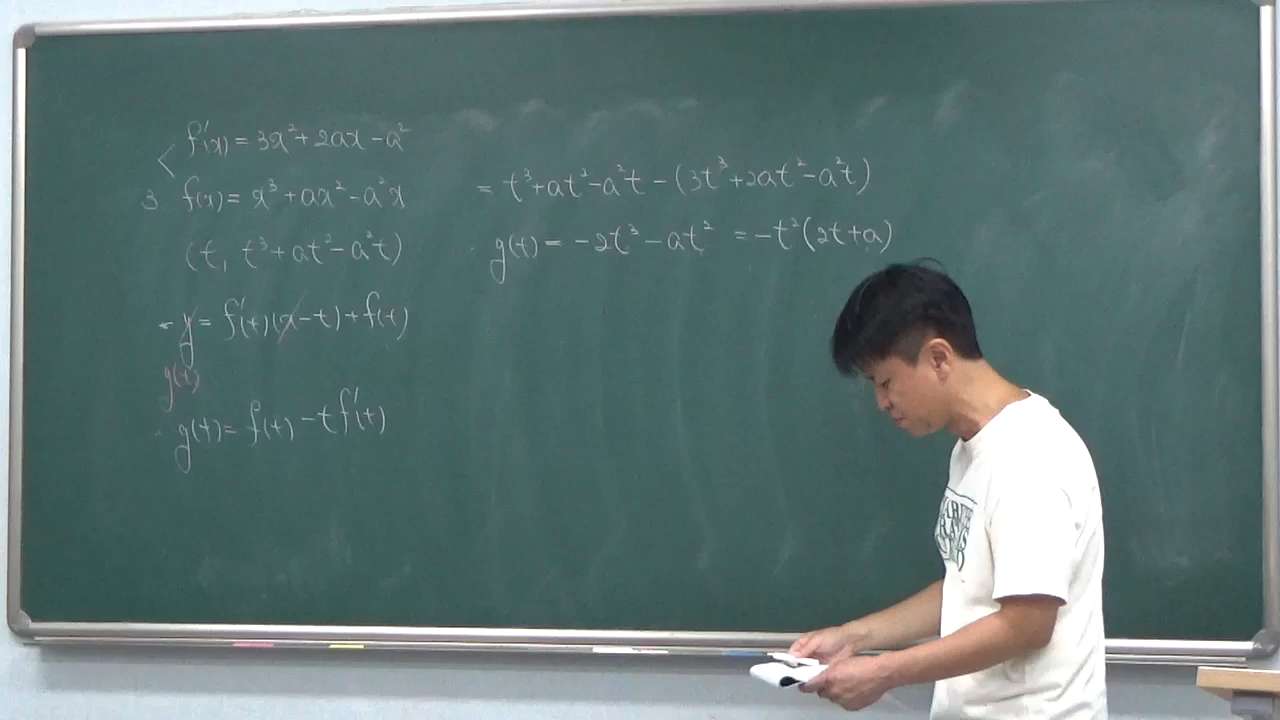 f'(x) = 3x² + 2ax - a²
3 f(x) = x³ + ax² - a²x
(t, t³ + at² - a²t)
y = f'(t)(x - t) + f(t)
g(t)
g(t) = f(t) - t f'(t)
= t³ + at² - a²t - (3t³ + 2at² - a²t)
g(t) = -2t³ - at² = -t²(2t + a)